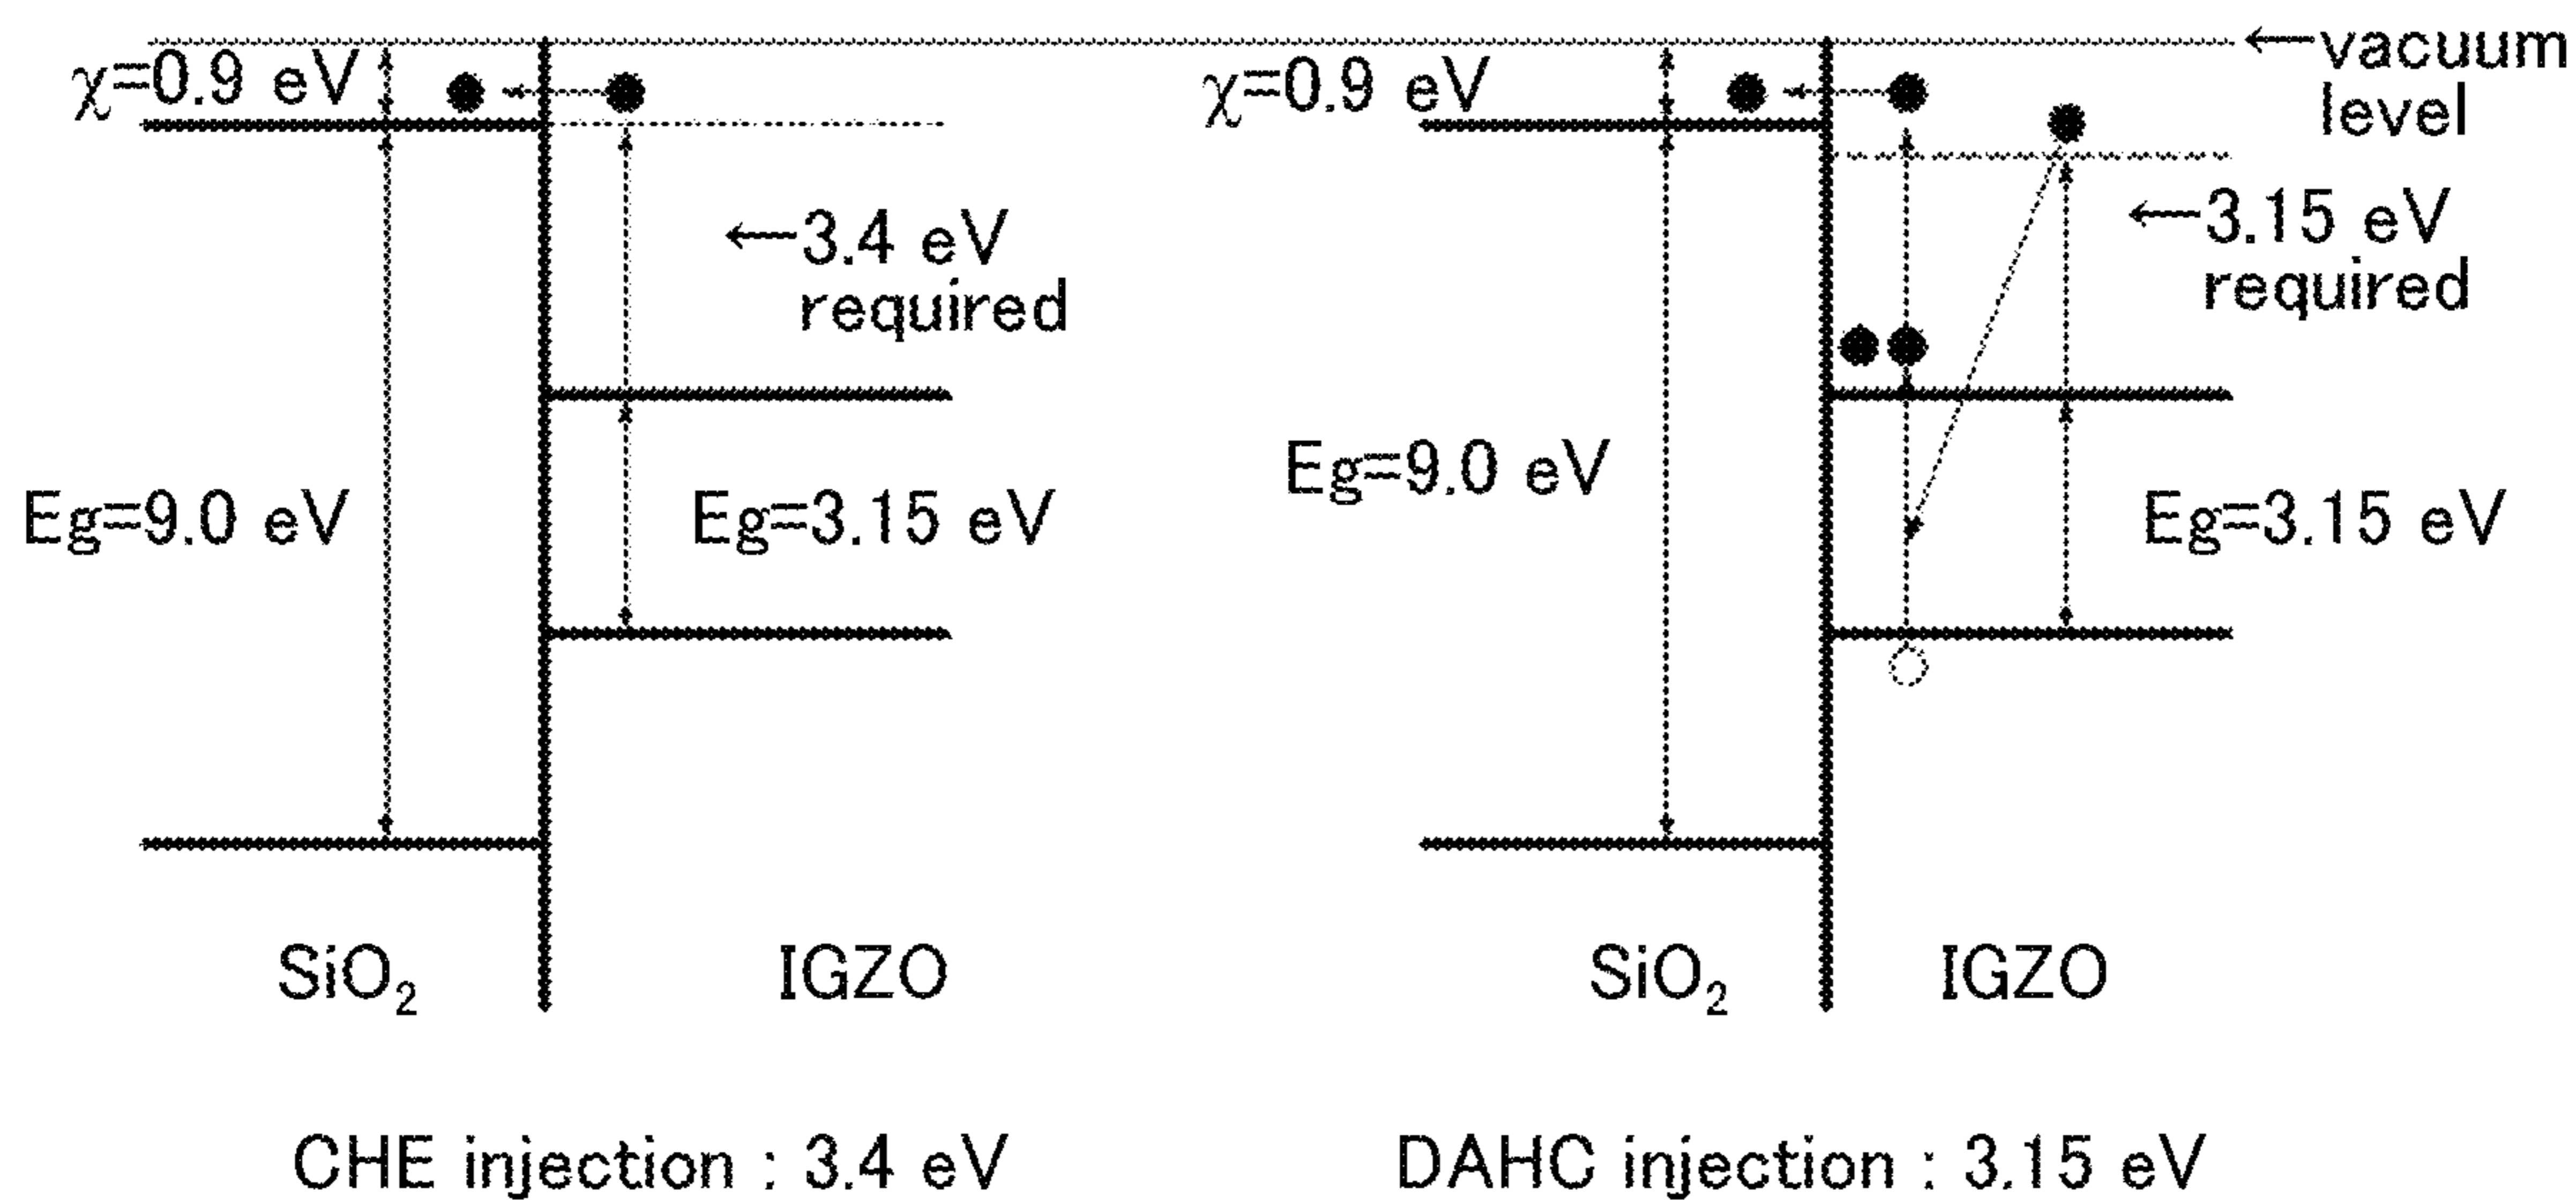 χ=0.9 eV
←3.4 eV
required
Eg=9.0 eV
Eg=3.15 eV
SiO₂
IGZO
CHE injection : 3.4 eV
←vacuum
level
χ=0.9 eV
←3.15 eV
required
Eg=9.0 eV
Eg=3.15 eV
SiO₂
IGZO
DAHC injection : 3.15 eV